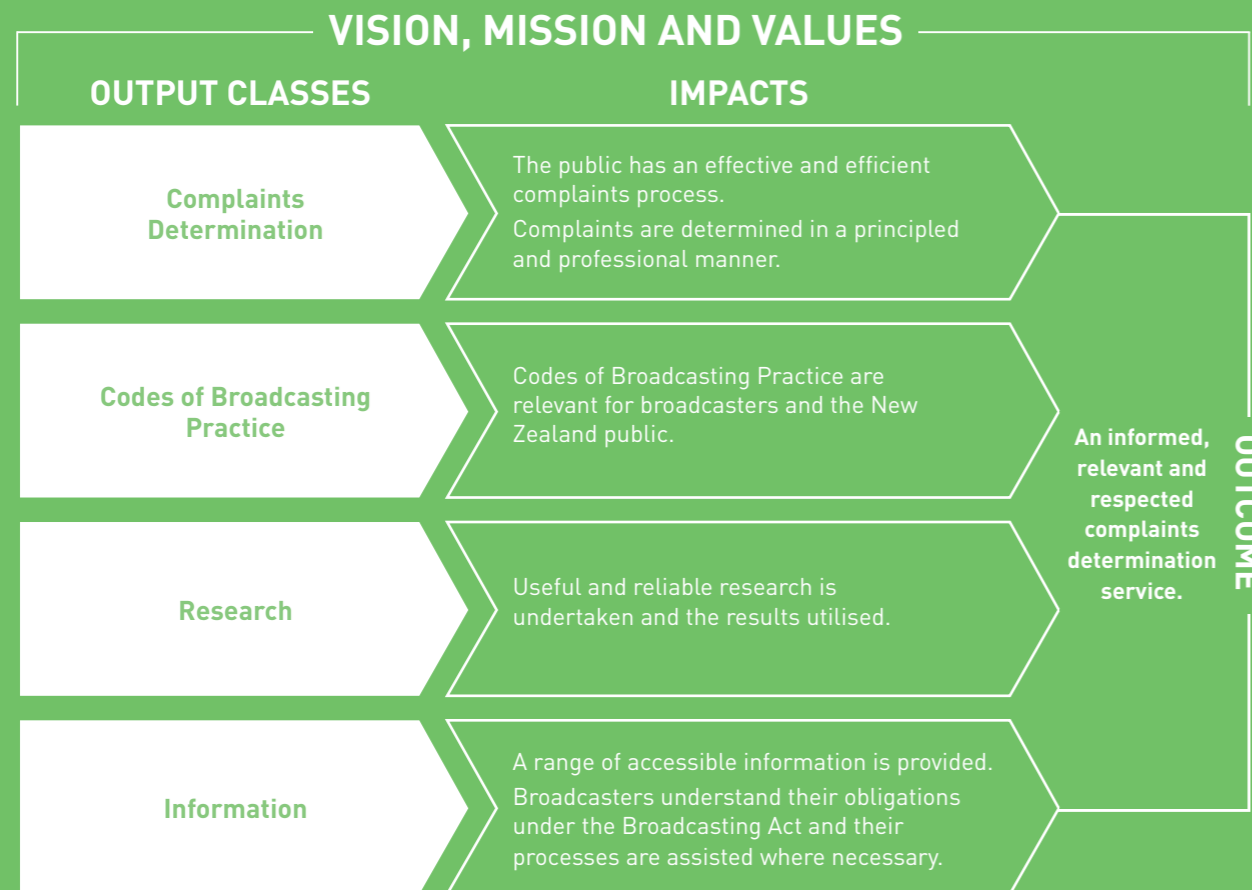 VISION, MISSION AND VALUES
OUTPUT CLASSES
IMPACTS
Complaints
Determination
The public has an effective and efficient
complaints process.
Complaints are determined in a principled
and professional manner.
Codes of Broadcasting
Practice
Codes of Broadcasting Practice are
relevant for broadcasters and the New
Zealand public.
Research
Useful and reliable research is
undertaken and the results utilised.
Information
A range of accessible information is provided.
Broadcasters understand their obligations
under the Broadcasting Act and their
processes are assisted where necessary.
An informed,
relevant and
respected
complaints
determination
service.
OUTCOME